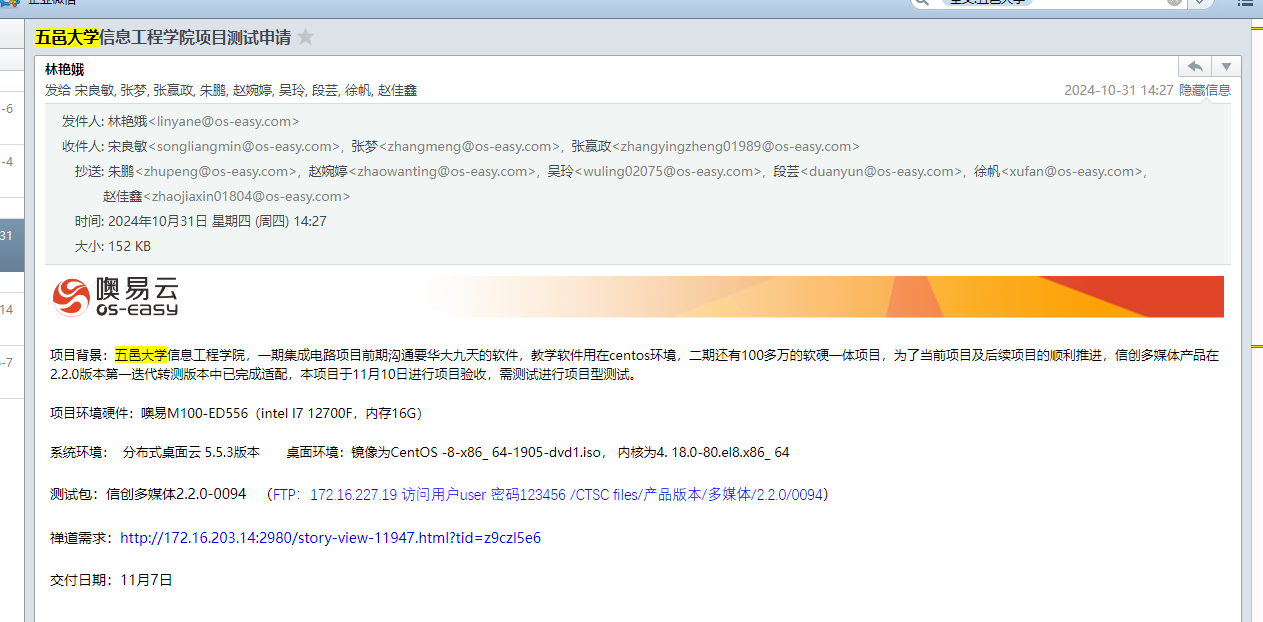 企业微信
全文:五邑大学
五邑大学信息工程学院项目测试申请
林艳娥
发给 宋良敏, 张梦, 张嬴政, 朱鹏, 赵婉婷, 吴玲, 段芸, 徐帆, 赵佳鑫
2024-10-31 14:27 隐藏信息
发件人: 林艳娥<linyane@os-easy.com>
-6
收件人: 宋良敏<songliangmin@os-easy.com>, 张梦<zhangmeng@os-easy.com>, 张嬴政<zhangyingzheng01989@os-easy.com>
-4
抄送: 朱鹏<zhupeng@os-easy.com>, 赵婉婷<zhaowanting@os-easy.com>, 吴玲<wuling02075@os-easy.com>, 段芸<duanyun@os-easy.com>, 徐帆<xufan@os-easy.com>,
赵佳鑫<zhaojiaxin01804@os-easy.com>
时间: 2024年10月31日 星期四 (周四) 14:27
31
大小: 152 KB
噢易云
os-easy
14
项目背景：五邑大学信息工程学院，一期集成电路项目前期沟通要华大九天的软件，教学软件用在centos环境，二期还有100多万的软硬一体项目，为了当前项目及后续项目的顺利推进，信创多媒体产品在
-7
2.2.0版本第一迭代转测版本中已完成适配，本项目于11月10日进行项目验收，需测试进行项目型测试。
项目环境硬件：噢易M100-ED556（intel I7 12700F，内存16G）
系统环境： 分布式桌面云 5.5.3版本 桌面环境：镜像为CentOS -8-x86_ 64-1905-dvd1.iso， 内核为4. 18.0-80.el8.x86_ 64
测试包：信创多媒体2.2.0-0094 （FTP：172.16.227.19 访问用户user 密码123456 /CTSC files/产品版本/多媒体/2.2.0/0094）
禅道需求：http://172.16.203.14:2980/story-view-11947.html?tid=z9czl5e6
交付日期：11月7日